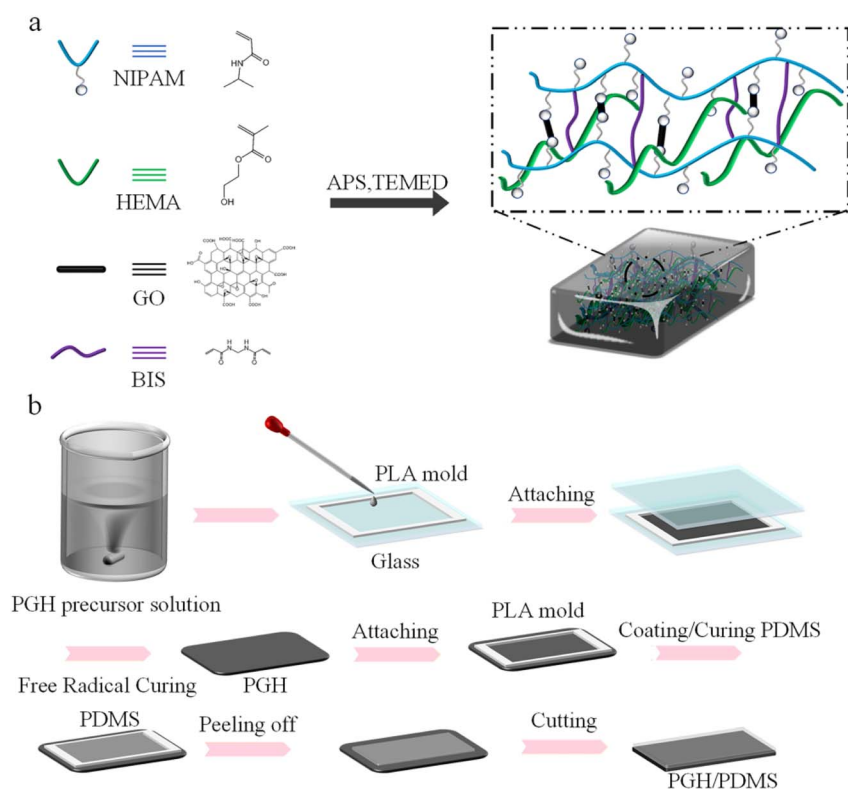 a
NIPAM
N
H
O
HEMA
O
O
OH
APS,TEMED
GO
BIS
H
N
H
N
O
O
b
PLA mold
Attaching
Glass
PGH precursor solution
Free Radical Curing
PGH
Attaching
PLA mold
Coating/Curing PDMS
PDMS
Peeling off
Cutting
PGH/PDMS